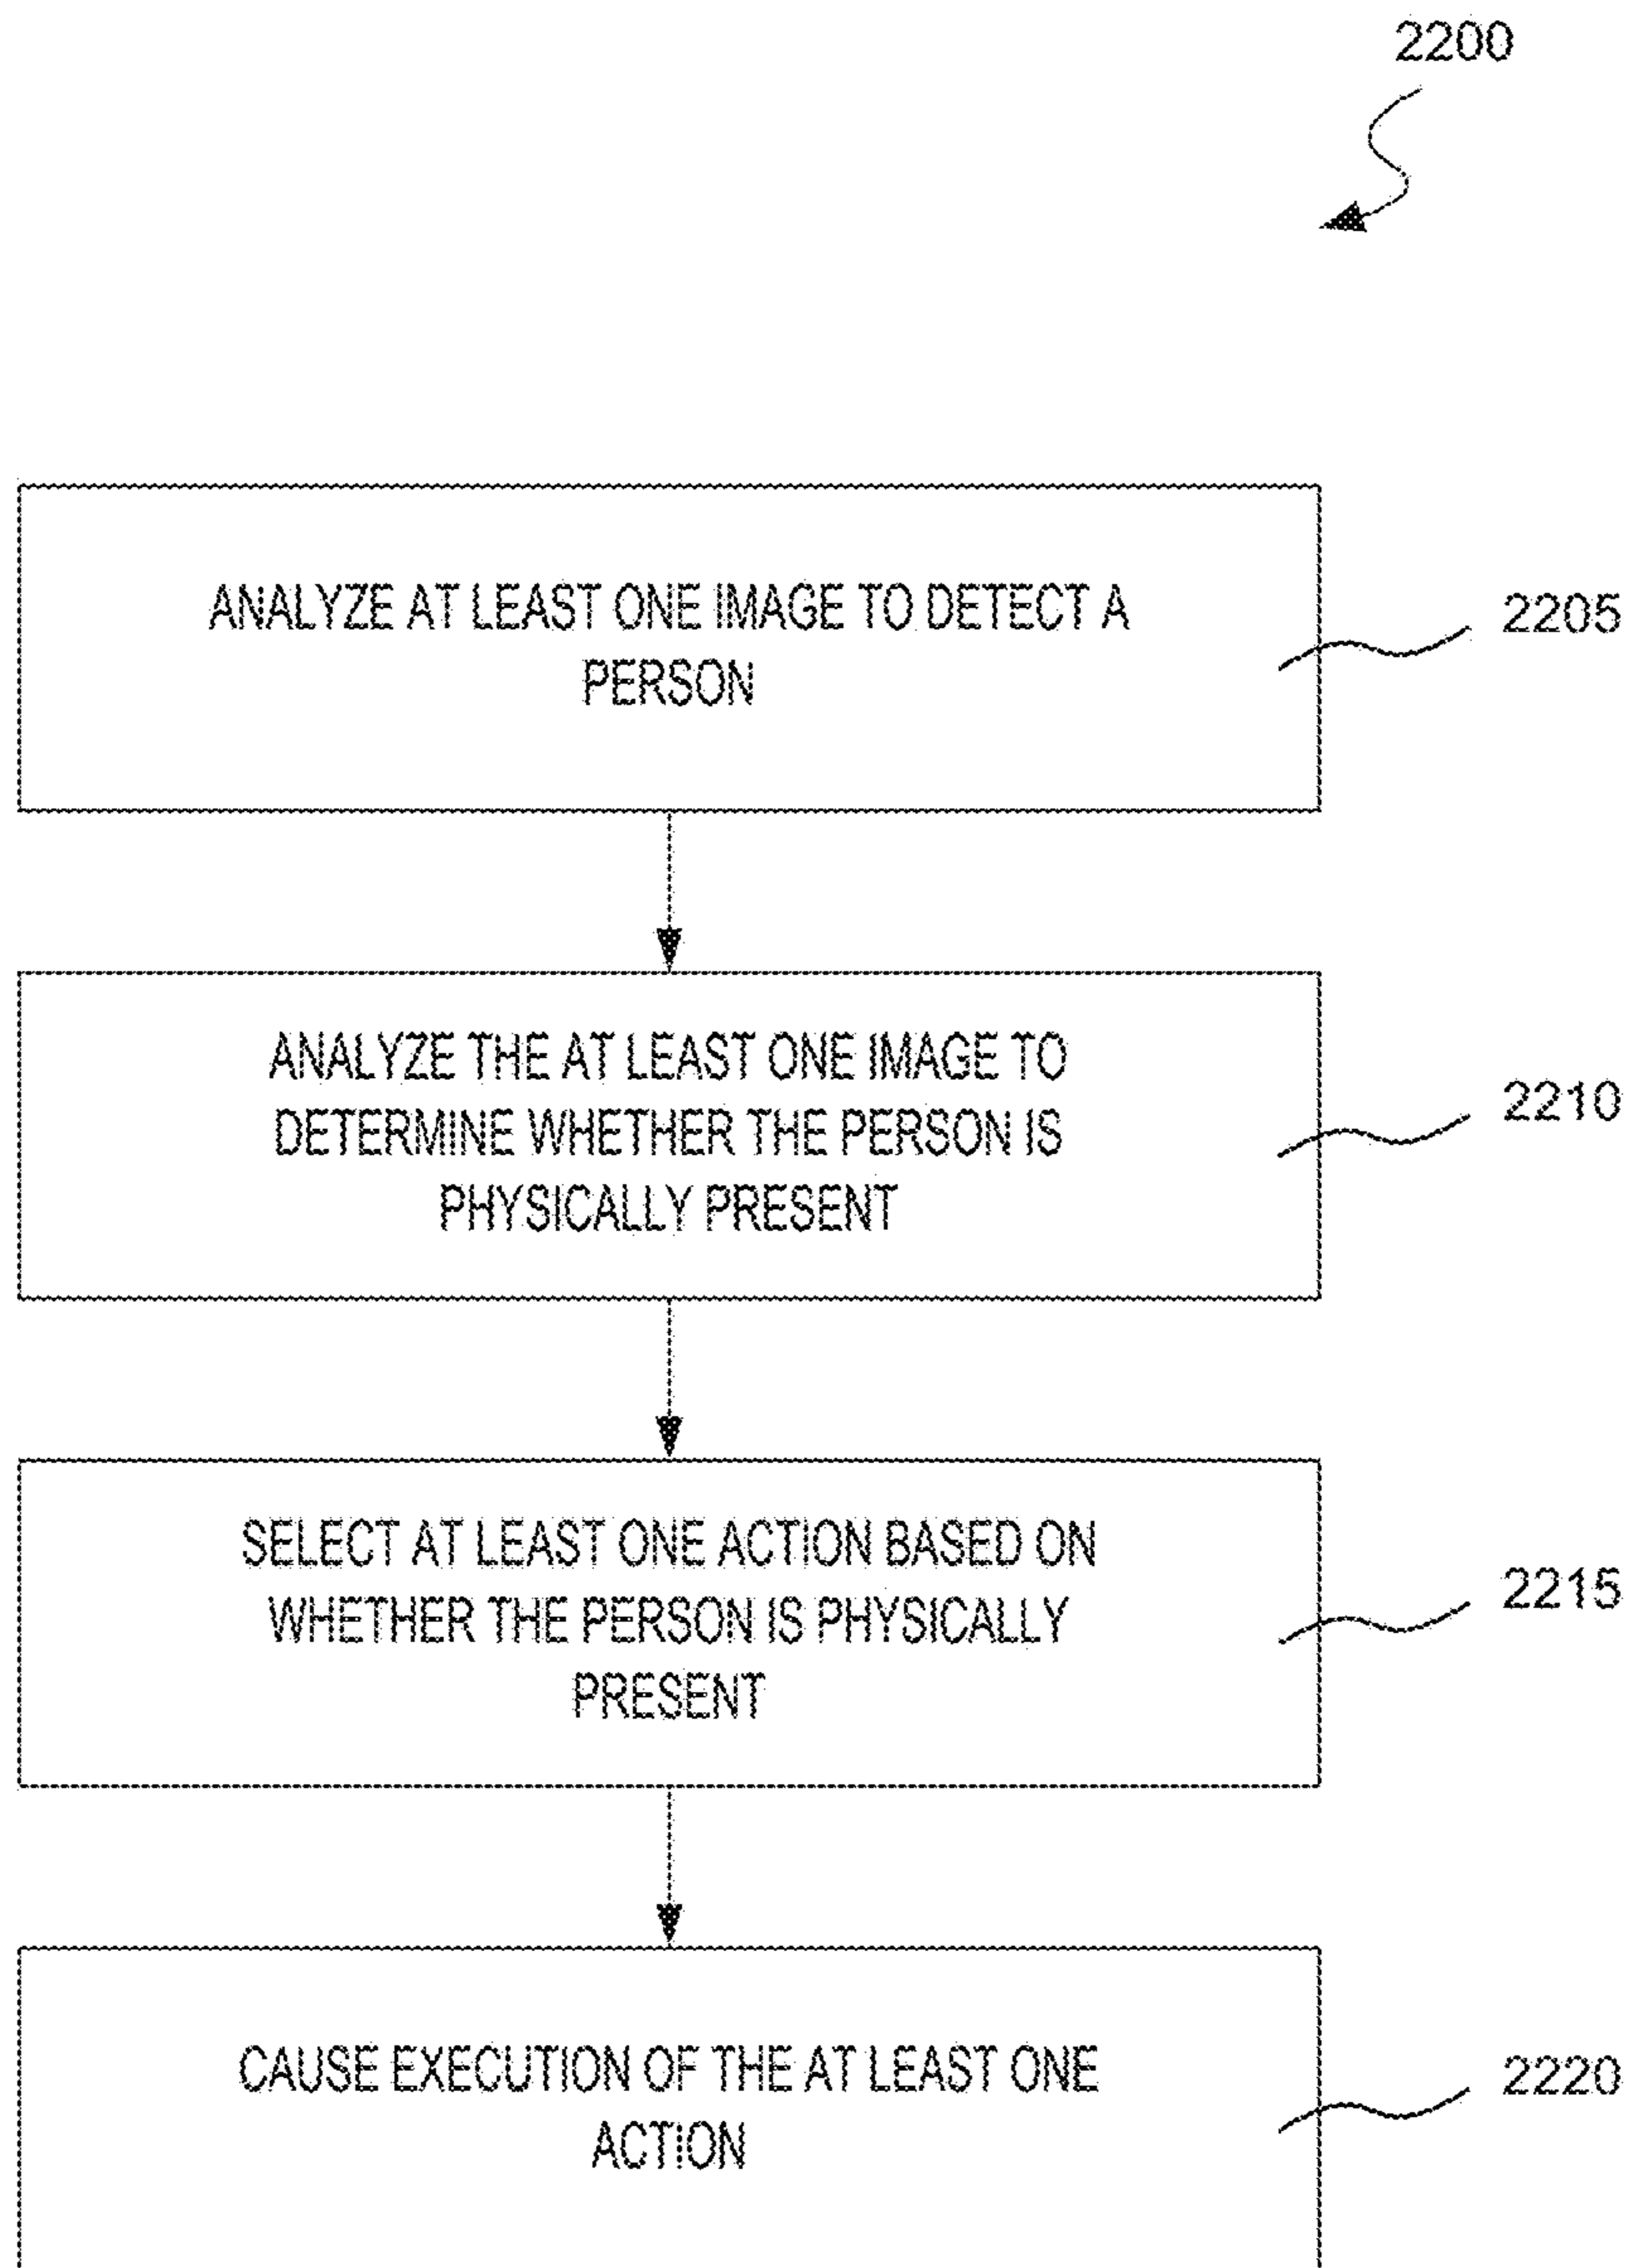 2200
ANALYZE AT LEAST ONE IMAGE TO DETECT A
PERSON
2205
ANALYZE THE AT LEAST ONE IMAGE TO
DETERMINE WHETHER THE PERSON IS
PHYSICALLY PRESENT
2210
SELECT AT LEAST ONE ACTION BASED ON
WHETHER THE PERSON IS PHYSICALLY
PRESENT
2215
CAUSE EXECUTION OF THE AT LEAST ONE
ACTION
2220